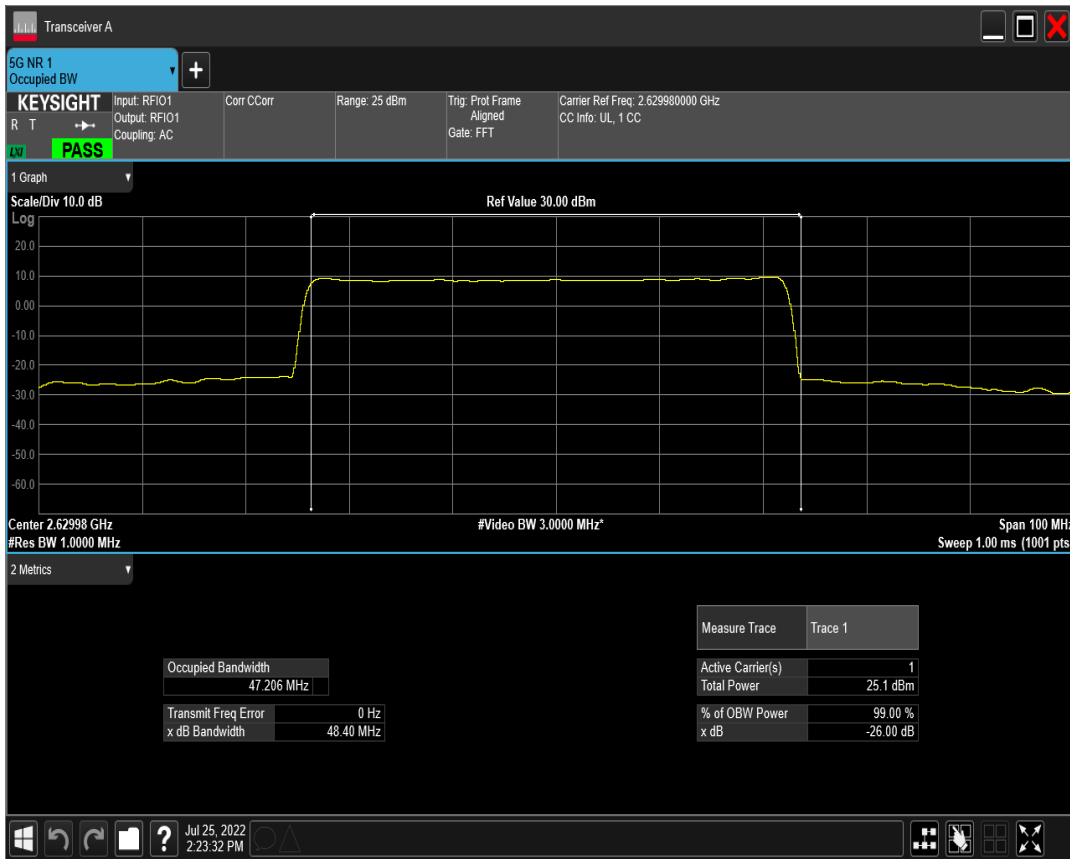 Transceiver A
5G NR 1
Occupied BW
KEYSIGHT
R T
LXI
PASS
Input: RFIO1
Output: RFIO1
Coupling: AC
Corr CCorr
Range: 25 dBm
Trig: Prot Frame
Aligned
Gate: FFT
Carrier Ref Freq: 2.629980000 GHz
CC Info: UL, 1 CC
1 Graph
Scale/Div 10.0 dB
Ref Value 30.00 dBm
Log
20.0
10.0
0.00
-10.0
-20.0
-30.0
-40.0
-50.0
-60.0
Center 2.62998 GHz
#Video BW 3.0000 MHz*
Span 100 MHz
#Res BW 1.0000 MHz
Sweep 1.00 ms (1001 pts
2 Metrics
Measure Trace Trace 1
Occupied Bandwidth
47.206 MHz
Active Carrier(s) 1
Total Power 25.1 dBm
Transmit Freq Error 0 Hz
x dB Bandwidth 48.40 MHz
% of OBW Power 99.00 %
x dB -26.00 dB
?
Jul 25, 2022
2:23:32 PM